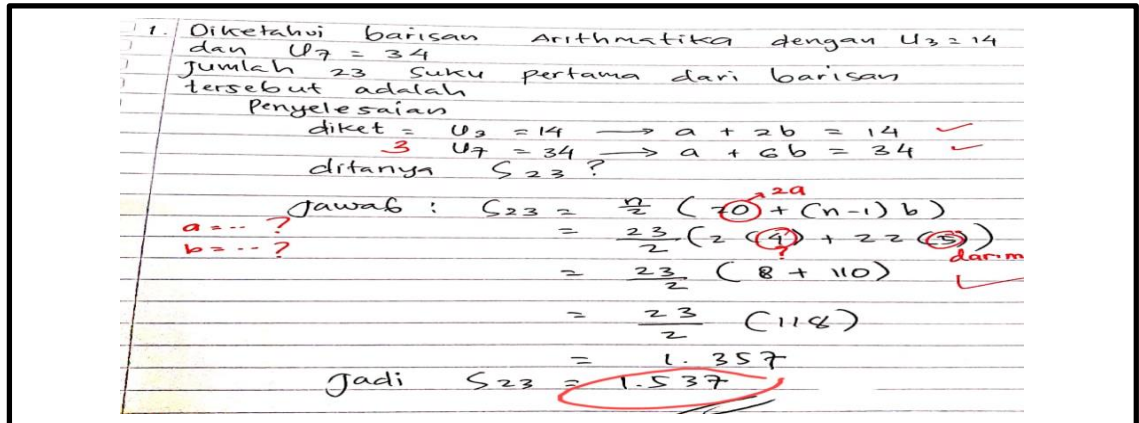 1. Diketahui barisan Arithmatika dengan U3 = 14
dan U7 = 34
Jumlah 23 suku pertama dari barisan
tersebut adalah
Penyelesaian
diket = U3 = 14 → a + 2b = 14 ✓
3 U7 = 34 → a + 6b = 34 ✓
ditanya S23 ?
2a
Jawab : S23 = n/2 (70 + (n-1) b)
a = -- ?
= 23/2 (2 (4) + 22 (5))
b = -- ? ?
= 23/2 (8 + 110)
= 23/2 (118)
= 1.357
Jadi S23 = 1.537